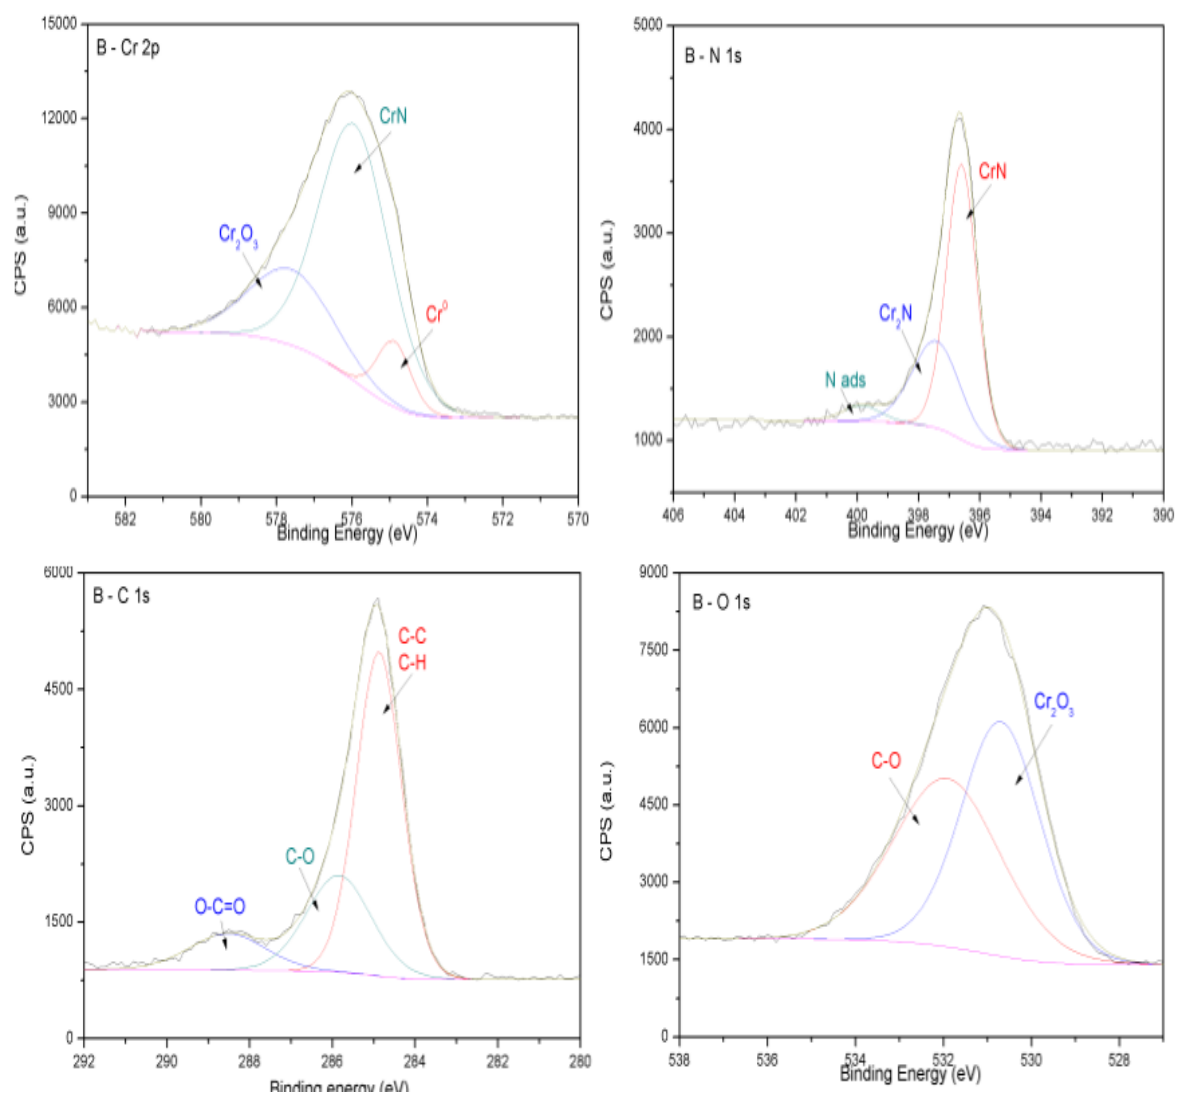 B - Cr 2p
CPS (a.u.)
15000
12000
9000
6000
3000
0
CrN
Cr₂O₃
Cr⁰
582 580 578 576 574 572 570
Binding Energy (eV)
B - N 1s
CPS (a.u.)
5000
4000
3000
2000
1000
CrN
Cr₂N
N ads
406 404 402 400 398 396 394 392 390
Binding Energy (eV)
B - C 1s
CPS (a.u.)
6000
4500
3000
1500
0
C-C
C-H
C-O
O-C=O
292 290 288 286 284 282 280
Binding energy (eV)
B - O 1s
CPS (a.u.)
9000
7500
6000
4500
3000
1500
0
Cr₂O₃
C-O
538 536 534 532 530 528
Binding Energy (eV)